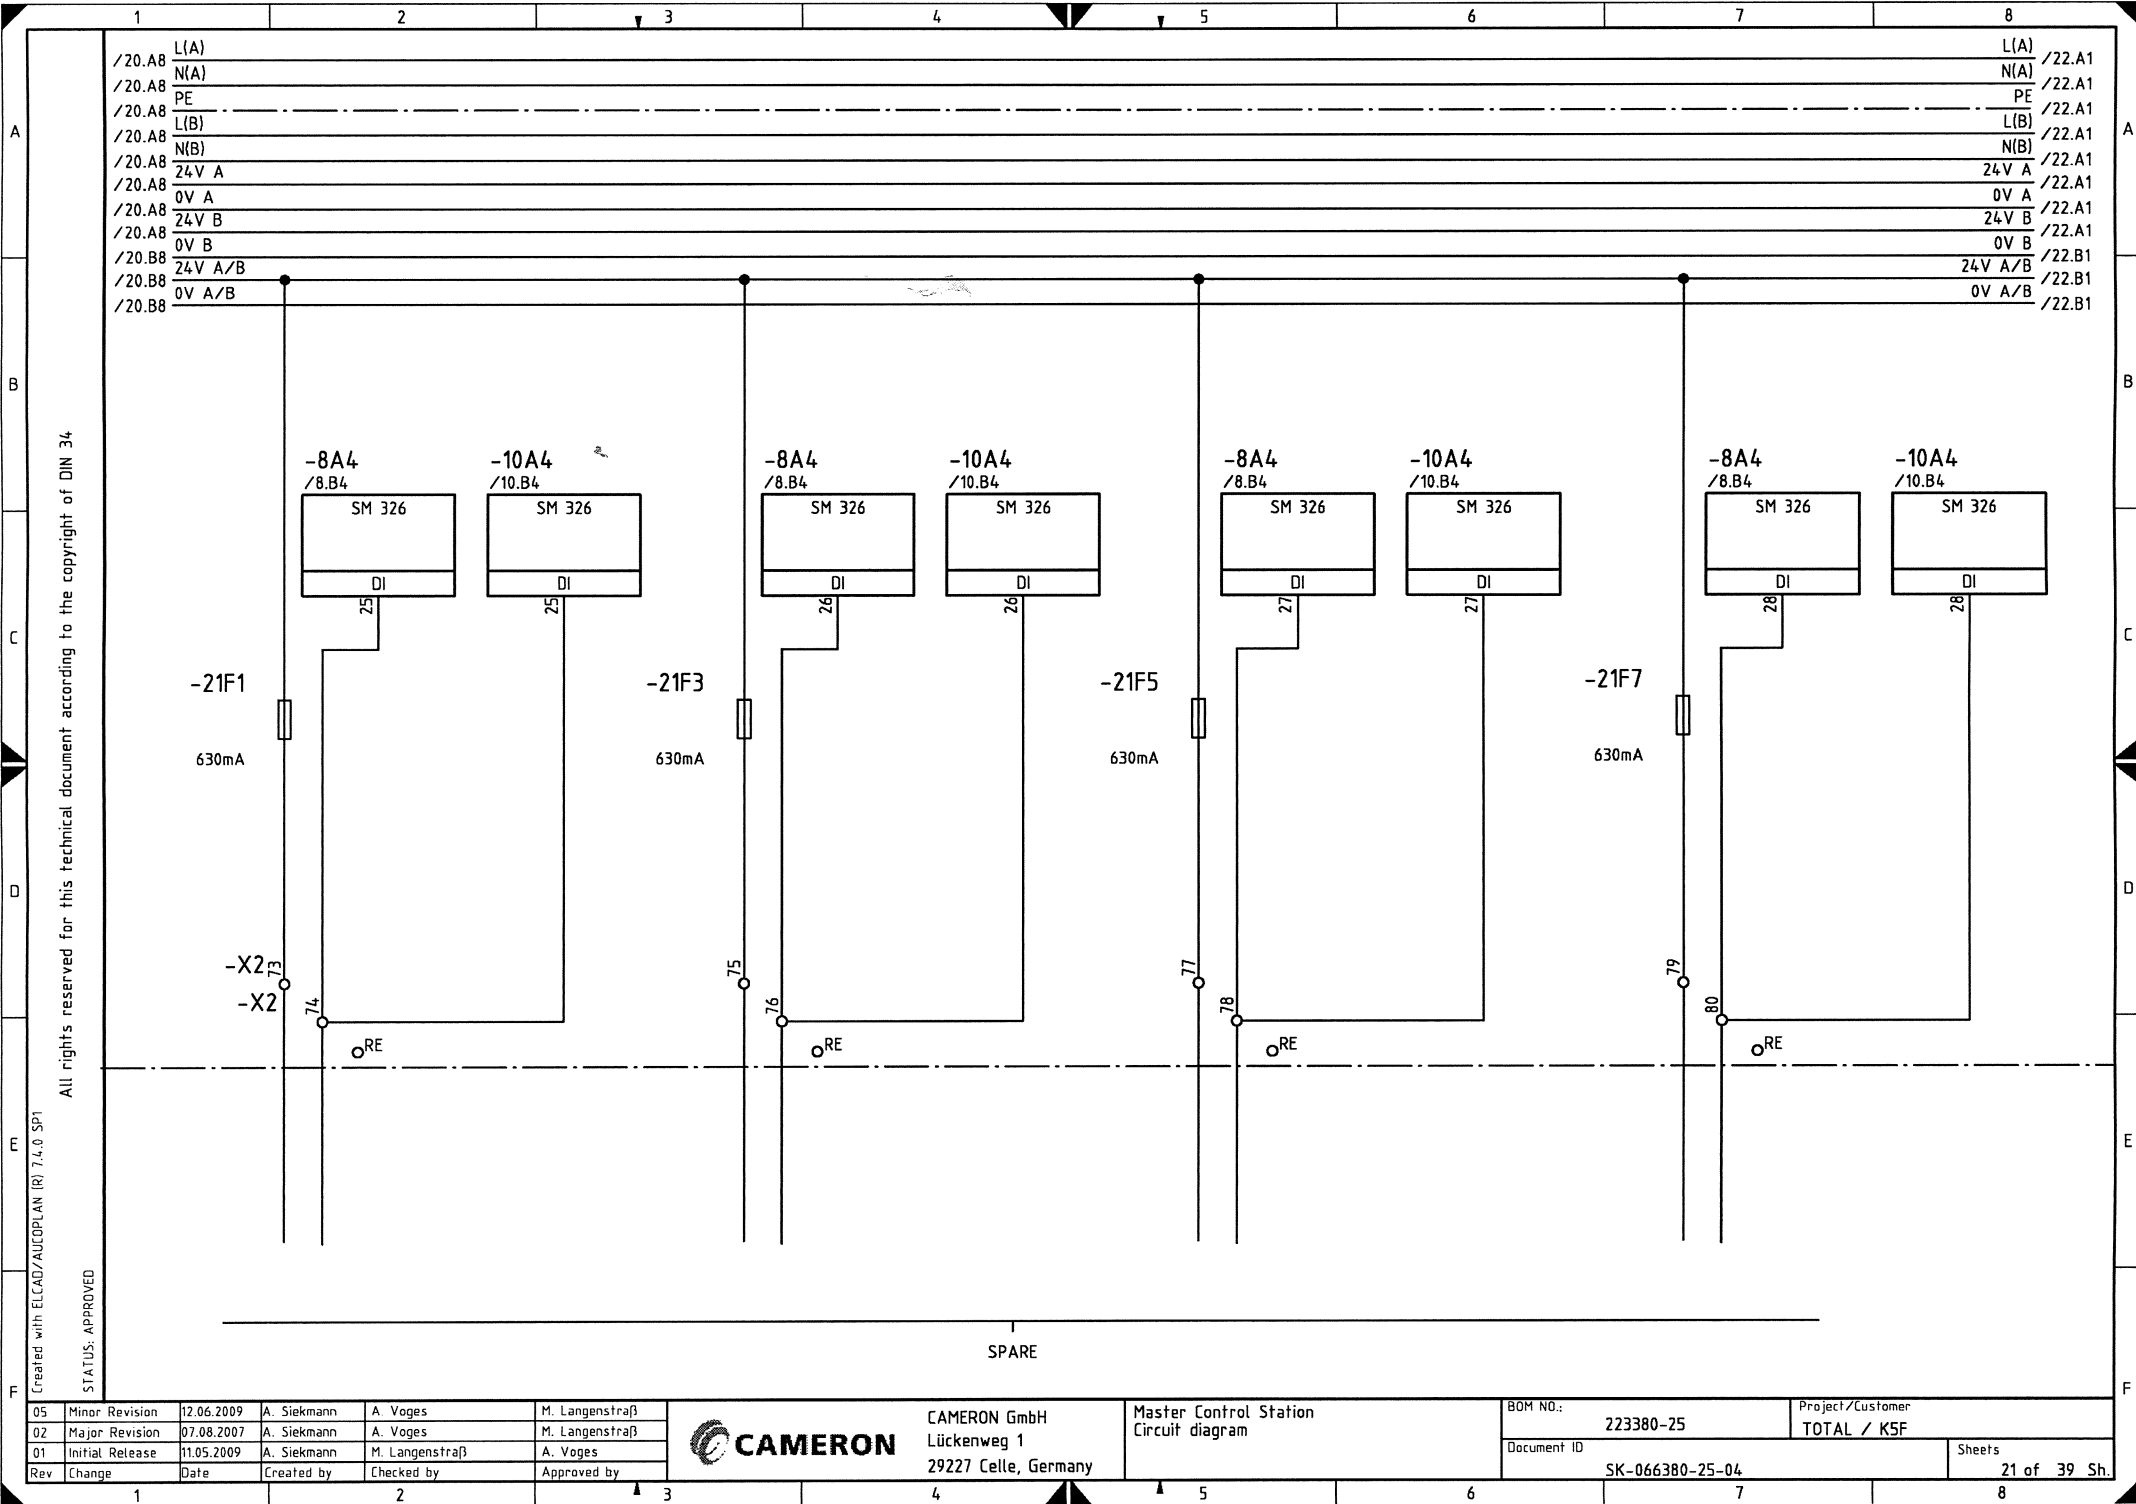 1 2 3 4 5 6 7 8
L(A) L(A)
/20.A8 /22.A1
N(A) N(A)
/20.A8 /22.A1
PE PE
/20.A8 /22.A1
L(B) L(B)
/20.A8 /22.A1
N(B) N(B)
/20.A8 /22.A1
24V A 24V A
/20.A8 /22.A1
0V A 0V A
/20.A8 /22.A1
24V B 24V B
/20.A8 /22.A1
0V B 0V B
/20.B8 /22.B1
24V A/B 24V A/B
/20.B8 /22.B1
0V A/B 0V A/B
/20.B8 /22.B1
A A
B B
C C
D D
E E
F F
-8A4 -10A4 -8A4 -10A4 -8A4 -10A4 -8A4 -10A4
/8.B4 /10.B4 /8.B4 /10.B4 /8.B4 /10.B4 /8.B4 /10.B4
SM 326 SM 326 SM 326 SM 326 SM 326 SM 326 SM 326 SM 326
DI DI DI DI DI DI DI DI
25 25 26 26 27 27 28 28
-21F1 -21F3 -21F5 -21F7
630mA 630mA 630mA 630mA
-X2 73 75 77 79
-X2 74 76 78 80
RE RE RE RE
SPARE
All rights reserved for this technical document according to the copyright of DIN 34
Created with ELCAD/AUCOPLAN (R) 7.4.0 SP1
STATUS: APPROVED
05 Minor Revision 12.06.2009 A. Siekmann A. Voges M. Langenstraß
02 Major Revision 07.08.2007 A. Siekmann A. Voges M. Langenstraß
01 Initial Release 11.05.2009 A. Siekmann M. Langenstraß A. Voges
Rev Change Date Created by Checked by Approved by
CAMERON
CAMERON GmbH
Lückenweg 1
29227 Celle, Germany
Master Control Station
Circuit diagram
BOM NO.:
223380-25
Project/Customer
TOTAL / K5F
Document ID
SK-066380-25-04
Sheets
21 of 39 Sh.
1 2 3 4 5 6 7 8